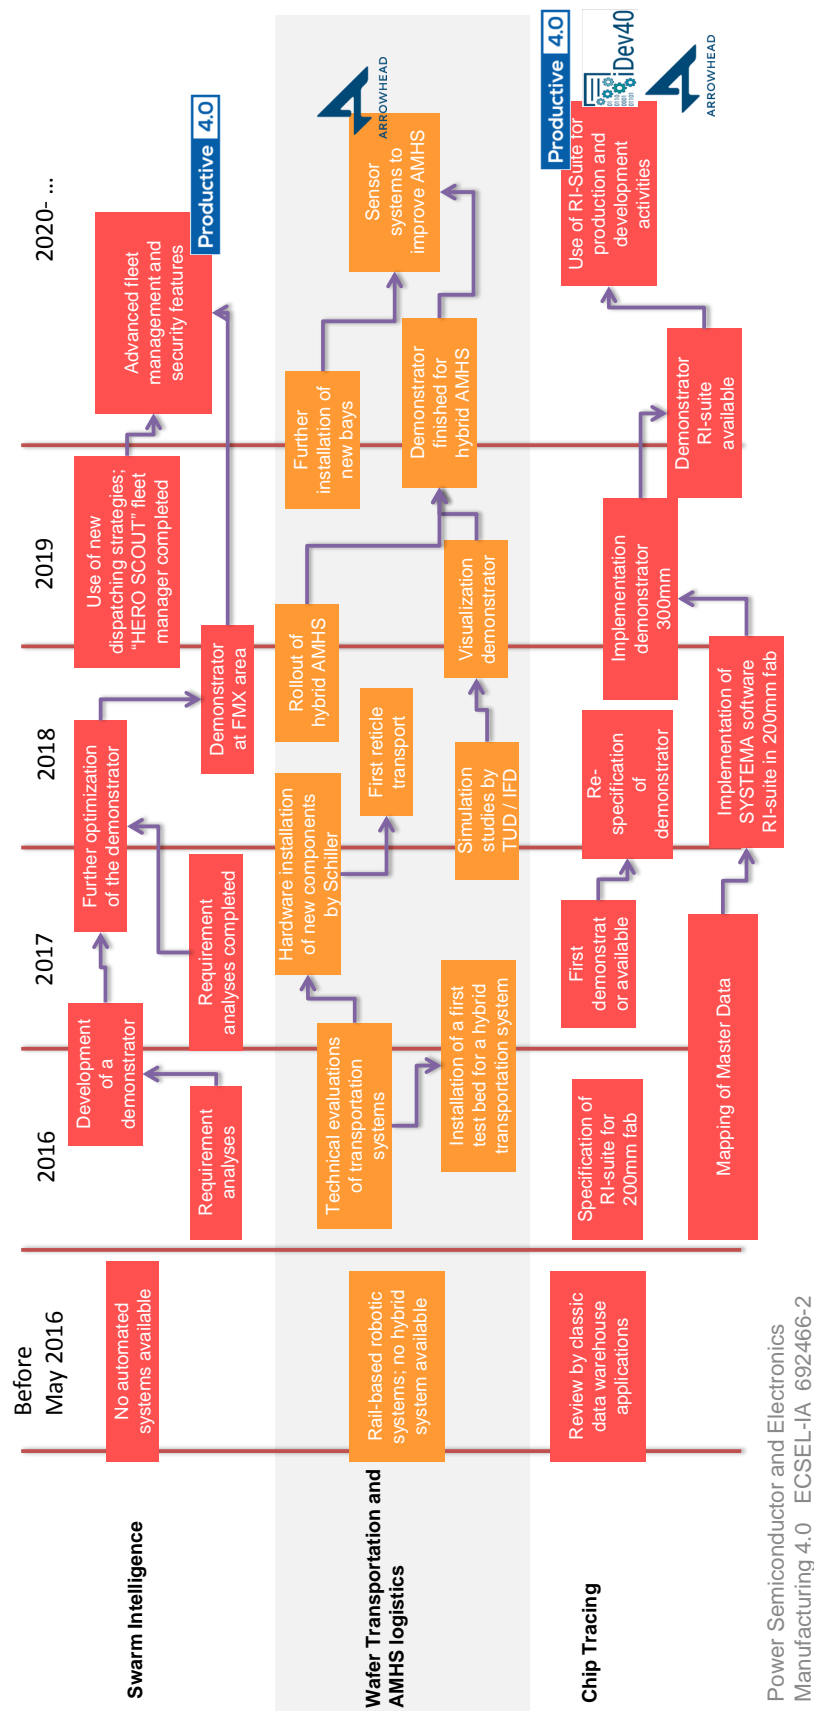 Before
May 2016
2016
2017
2018
2019
2020- ...
Swarm Intelligence
No automated
systems available
Requirement
analyses
Development
of a
demonstrator
Requirement
analyses completed
Further optimization
of the demonstrator
Demonstrator
at FMX area
Use of new
dispatching strategies;
“HERO SCOUT” fleet
manager completed
Advanced fleet
management and
security features
Productive 4.0
Wafer Transportation and
AMHS logistics
Rail-based robotic
systems; no hybrid
system available
Technical evaluations
of transportation
systems
Installation of a first
test bed for a hybrid
transportation system
Hardware installation
of new components
by Schiller
First reticle
transport
Simulation
studies by
TUD / IFD
Rollout of
hybrid AMHS
Visualization
demonstrator
Further
installation of
new bays
Demonstrator
finished for
hybrid AMHS
Sensor
systems to
improve AMHS
ARROWHEAD
Chip Tracing
Review by classic
data warehouse
applications
Specification of
RI-suite for
200mm fab
Mapping of Master Data
First
demonstrat
or available
Re-
specification
of
demonstrator
Implementation of
SYSTEMA software
RI-suite in 200mm fab
Implementation
demonstrator
300mm
Demonstrator
RI-suite
available
Use of RI-Suite for
production and
development
activities
Productive 4.0
iDev40
ARROWHEAD
Power Semiconductor and Electronics
Manufacturing 4.0 ECSEL-IA 692466-2